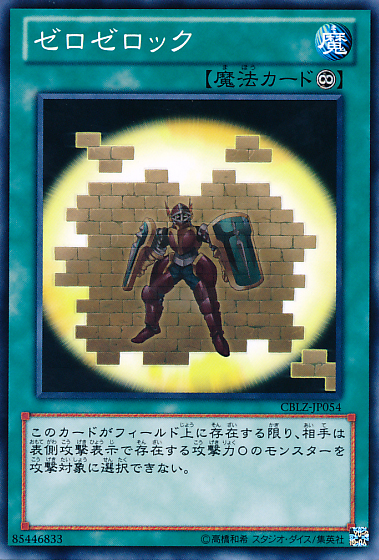 ゼロゼロック
魔
【魔法カード∞】
CBLZ-JP054
このカードがフィールド上に存在する限り、相手は
表側攻撃表示で存在する攻撃力0のモンスターを
攻撃対象に選択できない。
85446833 ©高橋和希 スタジオ・ダイス/集英社